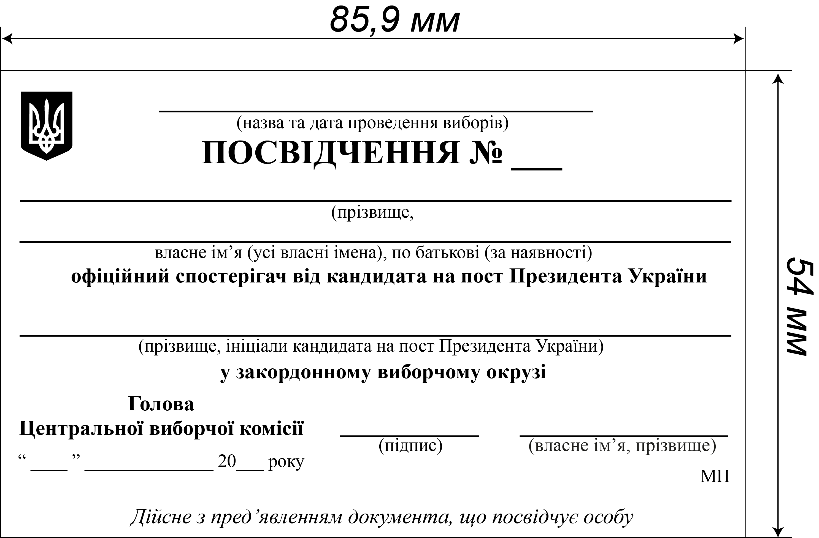 85,9 мм
(назва та дата проведення виборів)
ПОСВІДЧЕННЯ № ___
(прізвище,
власне ім’я (усі власні імена), по батькові (за наявності)
офіційний спостерігач від кандидата на пост Президента України
(прізвище, ініціали кандидата на пост Президента України)
у закордонному виборчому окрузі
Голова
Центральної виборчої комісії
(підпис)
(власне ім’я, прізвище)
“ ____ ” ______________ 20___ року
МП
Дійсне з пред’явленням документа, що посвідчує особу
54 мм